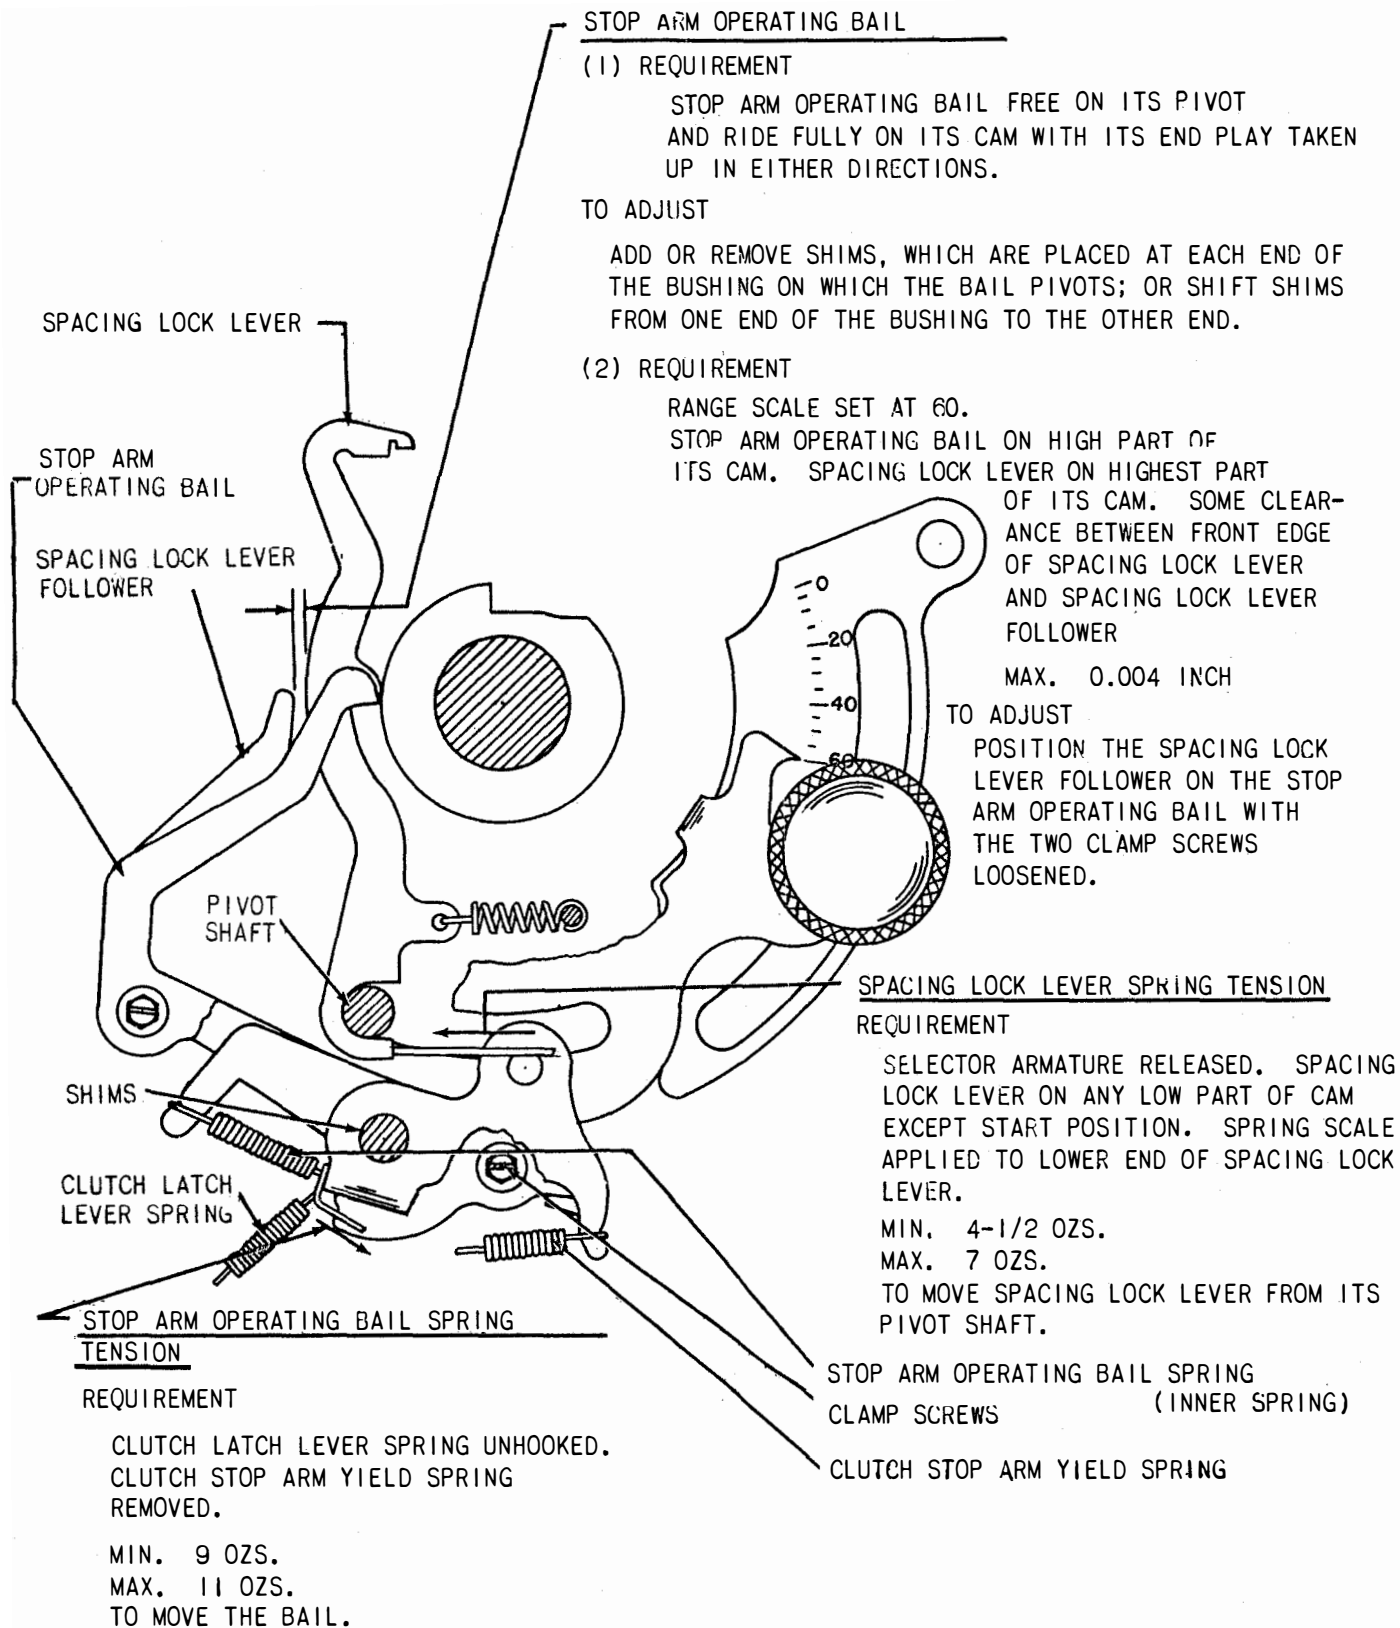 STOP ARM OPERATING BAIL
(1) REQUIREMENT
STOP ARM OPERATING BAIL FREE ON ITS PIVOT
AND RIDE FULLY ON ITS CAM WITH ITS END PLAY TAKEN
UP IN EITHER DIRECTIONS.
TO ADJUST
ADD OR REMOVE SHIMS, WHICH ARE PLACED AT EACH END OF
THE BUSHING ON WHICH THE BAIL PIVOTS; OR SHIFT SHIMS
FROM ONE END OF THE BUSHING TO THE OTHER END.
(2) REQUIREMENT
RANGE SCALE SET AT 60.
STOP ARM OPERATING BAIL ON HIGH PART OF
ITS CAM. SPACING LOCK LEVER ON HIGHEST PART
OF ITS CAM. SOME CLEAR-
ANCE BETWEEN FRONT EDGE
OF SPACING LOCK LEVER
AND SPACING LOCK LEVER
FOLLOWER
MAX. 0.004 INCH
TO ADJUST
POSITION THE SPACING LOCK
LEVER FOLLOWER ON THE STOP
ARM OPERATING BAIL WITH
THE TWO CLAMP SCREWS
LOOSENED.
SPACING LOCK LEVER
STOP ARM
OPERATING BAIL
SPACING LOCK LEVER
FOLLOWER
0
20
40
60
PIVOT
SHAFT
SHIMS
CLUTCH LATCH
LEVER SPRING
SPACING LOCK LEVER SPRING TENSION
REQUIREMENT
SELECTOR ARMATURE RELEASED. SPACING
LOCK LEVER ON ANY LOW PART OF CAM
EXCEPT START POSITION. SPRING SCALE
APPLIED TO LOWER END OF SPACING LOCK
LEVER.
MIN. 4-1/2 OZS.
MAX. 7 OZS.
TO MOVE SPACING LOCK LEVER FROM ITS
PIVOT SHAFT.
STOP ARM OPERATING BAIL SPRING
(INNER SPRING)
CLAMP SCREWS
CLUTCH STOP ARM YIELD SPRING
STOP ARM OPERATING BAIL SPRING
TENSION
REQUIREMENT
CLUTCH LATCH LEVER SPRING UNHOOKED.
CLUTCH STOP ARM YIELD SPRING
REMOVED.
MIN. 9 OZS.
MAX. 11 OZS.
TO MOVE THE BAIL.